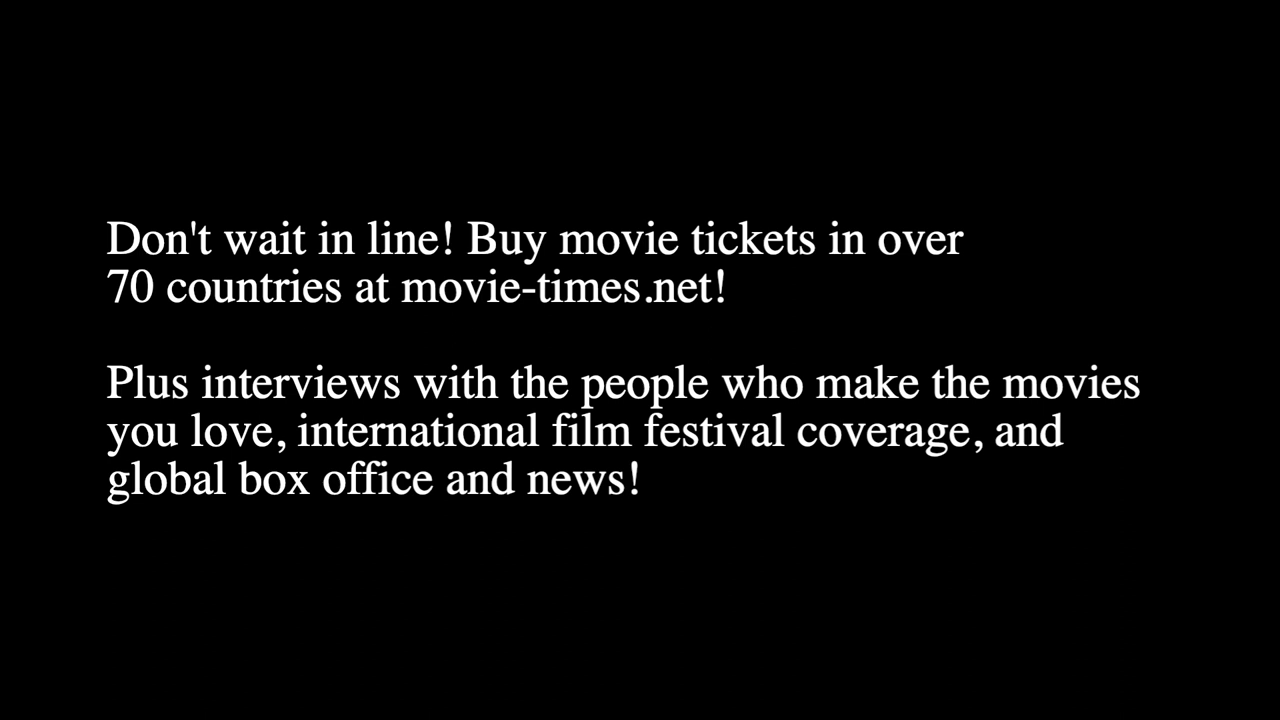 Don't wait in line! Buy movie tickets in over
70 countries at movie-times.net!
Plus interviews with the people who make the movies
you love, international film festival coverage, and
global box office and news!